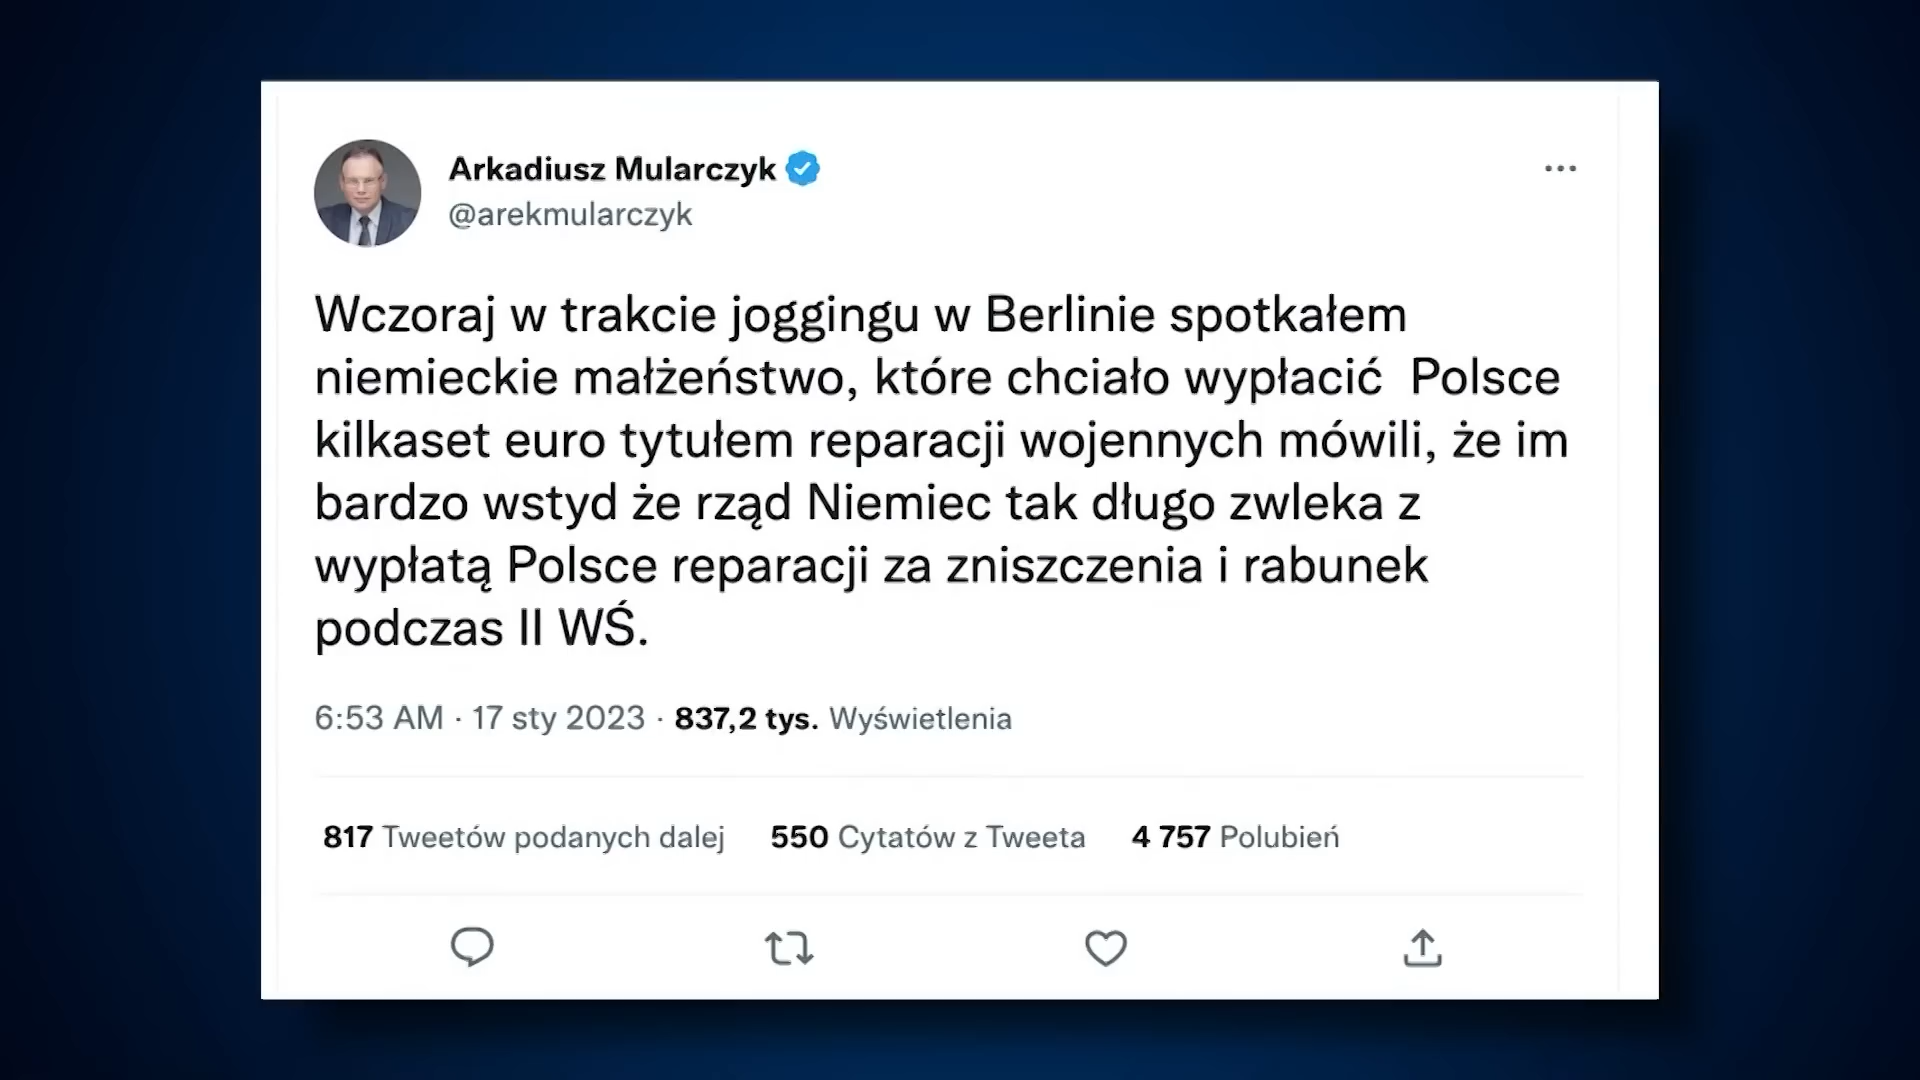 Arkadiusz Mularczyk
@arekmularczyk
Wczoraj w trakcie joggingu w Berlinie spotkałem
niemieckie małżeństwo, które chciało wypłacić  Polsce
kilkaset euro tytułem reparacji wojennych mówili, że im
bardzo wstyd że rząd Niemiec tak długo zwleka z
wypłatą Polsce reparacji za zniszczenia i rabunek
podczas II WŚ.
6:53 AM · 17 sty 2023 · 837,2 tys. Wyświetlenia
817 Tweetów podanych dalej 550 Cytatów z Tweeta 4 757 Polubień